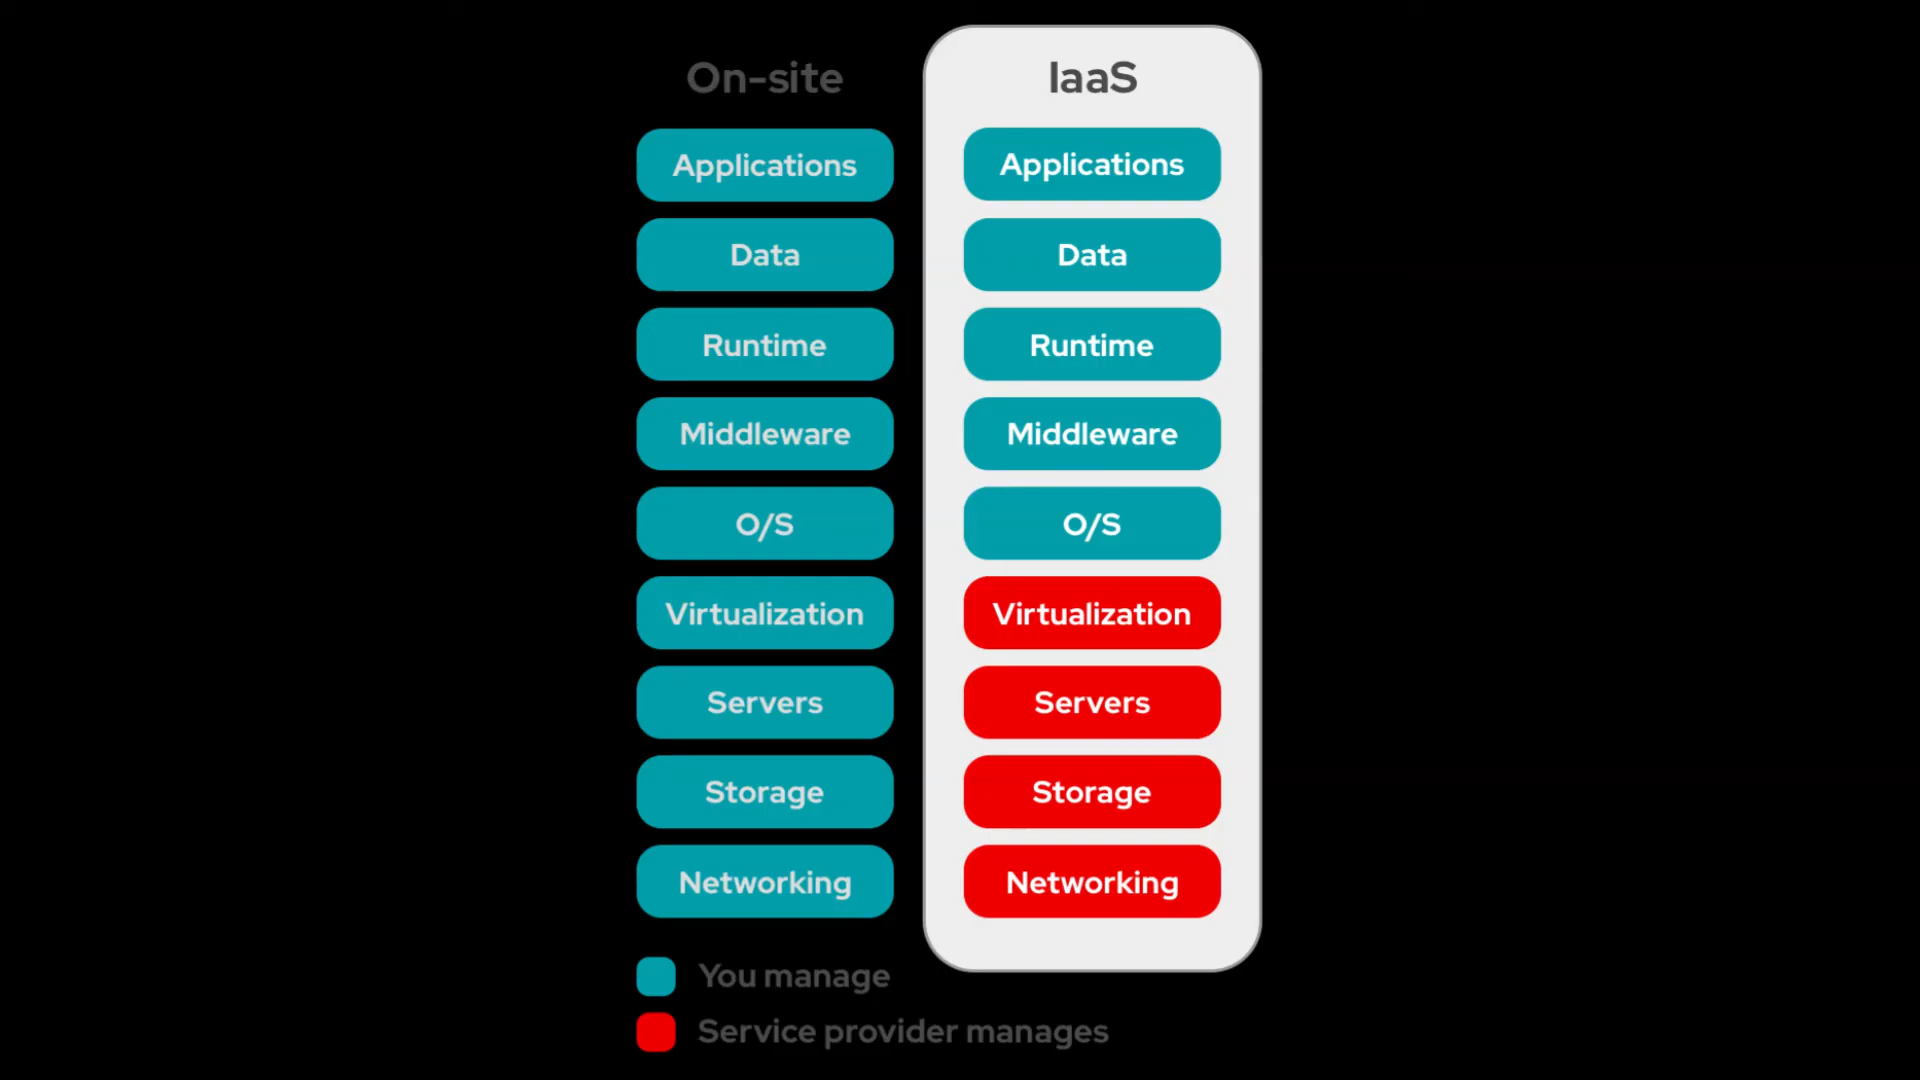 On-site
Applications
Data
Runtime
Middleware
O/S
Virtualization
Servers
Storage
Networking
IaaS
Applications
Data
Runtime
Middleware
O/S
Virtualization
Servers
Storage
Networking
You manage
Service provider manages